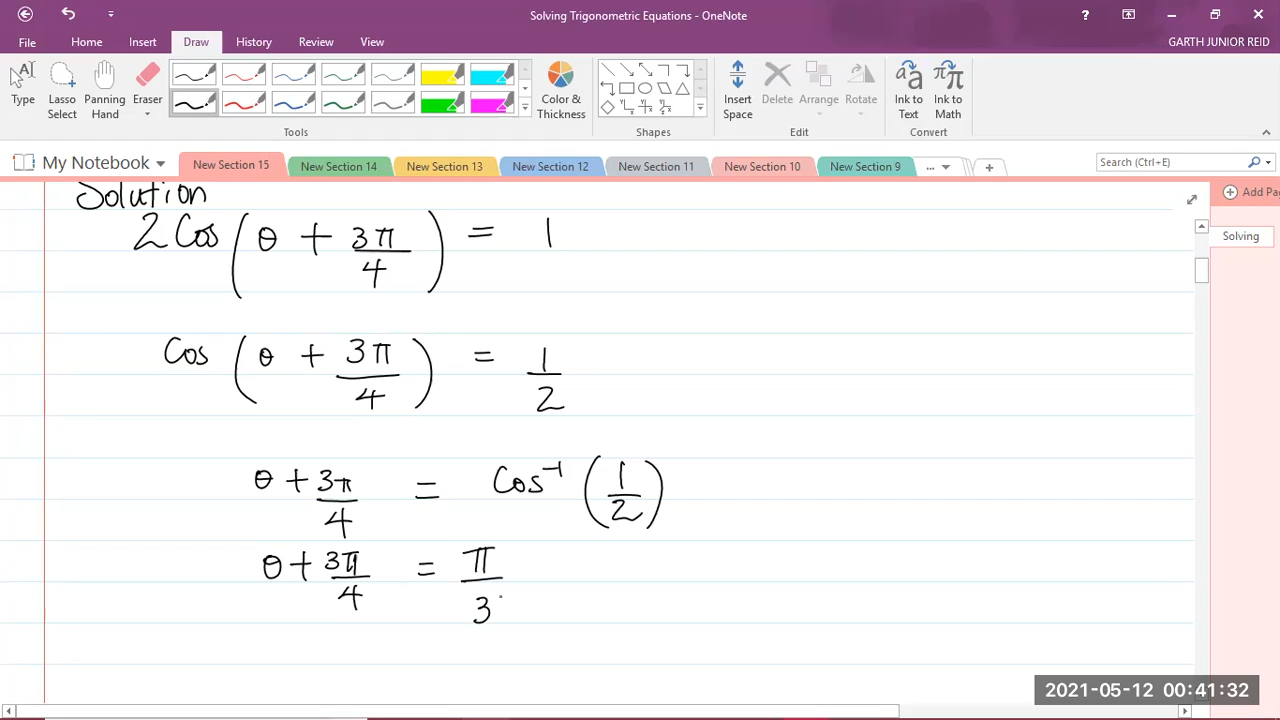 Solving Trigonometric Equations - OneNote
File Home Insert Draw History Review View GARTH JUNIOR REID
Type Lasso Select Panning Hand Eraser Color & Thickness Insert Space Delete Arrange Rotate Ink to Text Ink to Math
Tools Shapes Edit Convert
My Notebook New Section 15 New Section 14 New Section 13 New Section 12 New Section 11 New Section 10 New Section 9 ... Search (Ctrl+E)
Add Pa
Solving
Solution
2 Cos (θ + 3π/4) = 1
Cos (θ + 3π/4) = 1/2
θ + 3π/4 = Cos⁻¹ (1/2)
θ + 3π/4 = π/3
2021-05-12 00:41:32